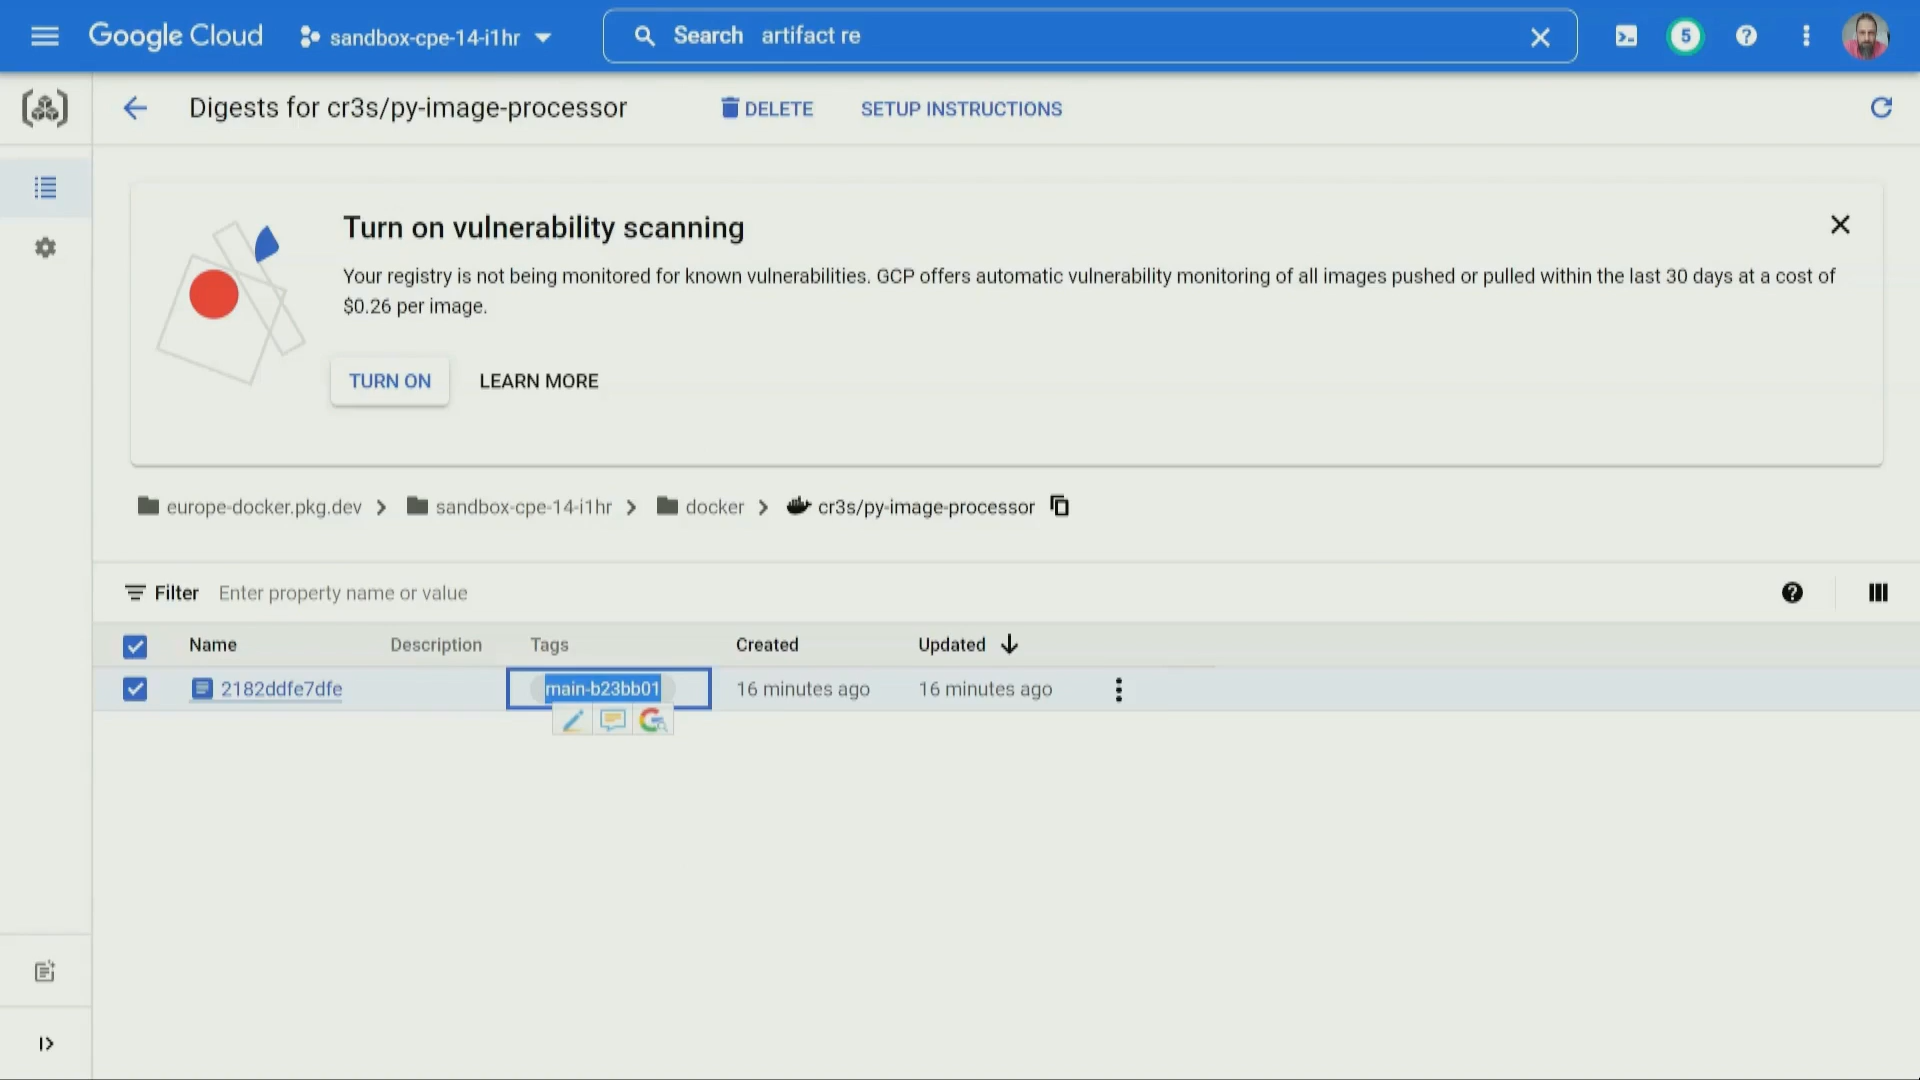 Google Cloud
sandbox-cpe-14-i1hr
Search artifact re
5
Digests for cr3s/py-image-processor
DELETE
SETUP INSTRUCTIONS
Turn on vulnerability scanning
Your registry is not being monitored for known vulnerabilities. GCP offers automatic vulnerability monitoring of all images pushed or pulled within the last 30 days at a cost of
$0.26 per image.
TURN ON
LEARN MORE
europe-docker.pkg.dev
sandbox-cpe-14-i1hr
docker
cr3s/py-image-processor
Filter Enter property name or value
Name Description Tags Created Updated
2182ddfe7dfe main-b23bb01 16 minutes ago 16 minutes ago